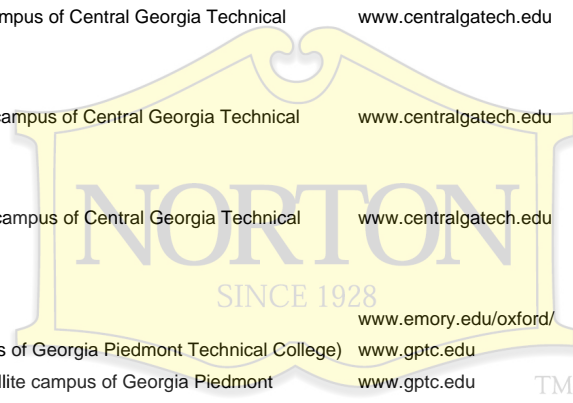 campus of Central Georgia Technical www.centralgatech.edu
campus of Central Georgia Technical www.centralgatech.edu
campus of Central Georgia Technical www.centralgatech.edu
NORTON
SINCE 1928
www.emory.edu/oxford/
of Georgia Piedmont Technical College) www.gptc.edu
campus of Georgia Piedmont www.gptc.edu
TM